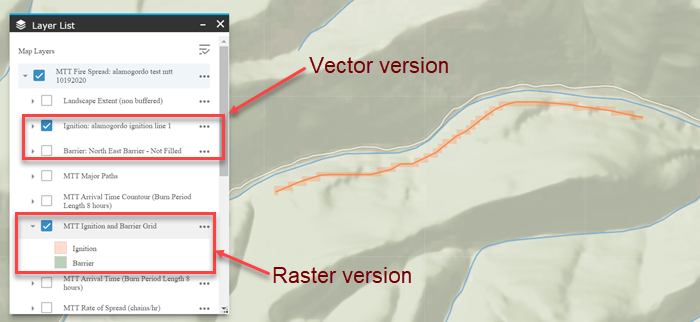 Layer List
Map Layers
MTT Fire Spread: alamogordo test mtt
10192020
Landscape Extent (non buffered)
Ignition: alamogordo ignition line 1
Barrier: North East Barrier - Not Filled
MTT Major Paths
MTT Arrival Time Countour (Burn Period
Length 8 hours)
MTT Ignition and Barrier Grid
Ignition
Barrier
MTT Arrival Time (Burn Period Length 8
hours)
MTT Rate of Spread (chains/hr)
Vector version
Raster version